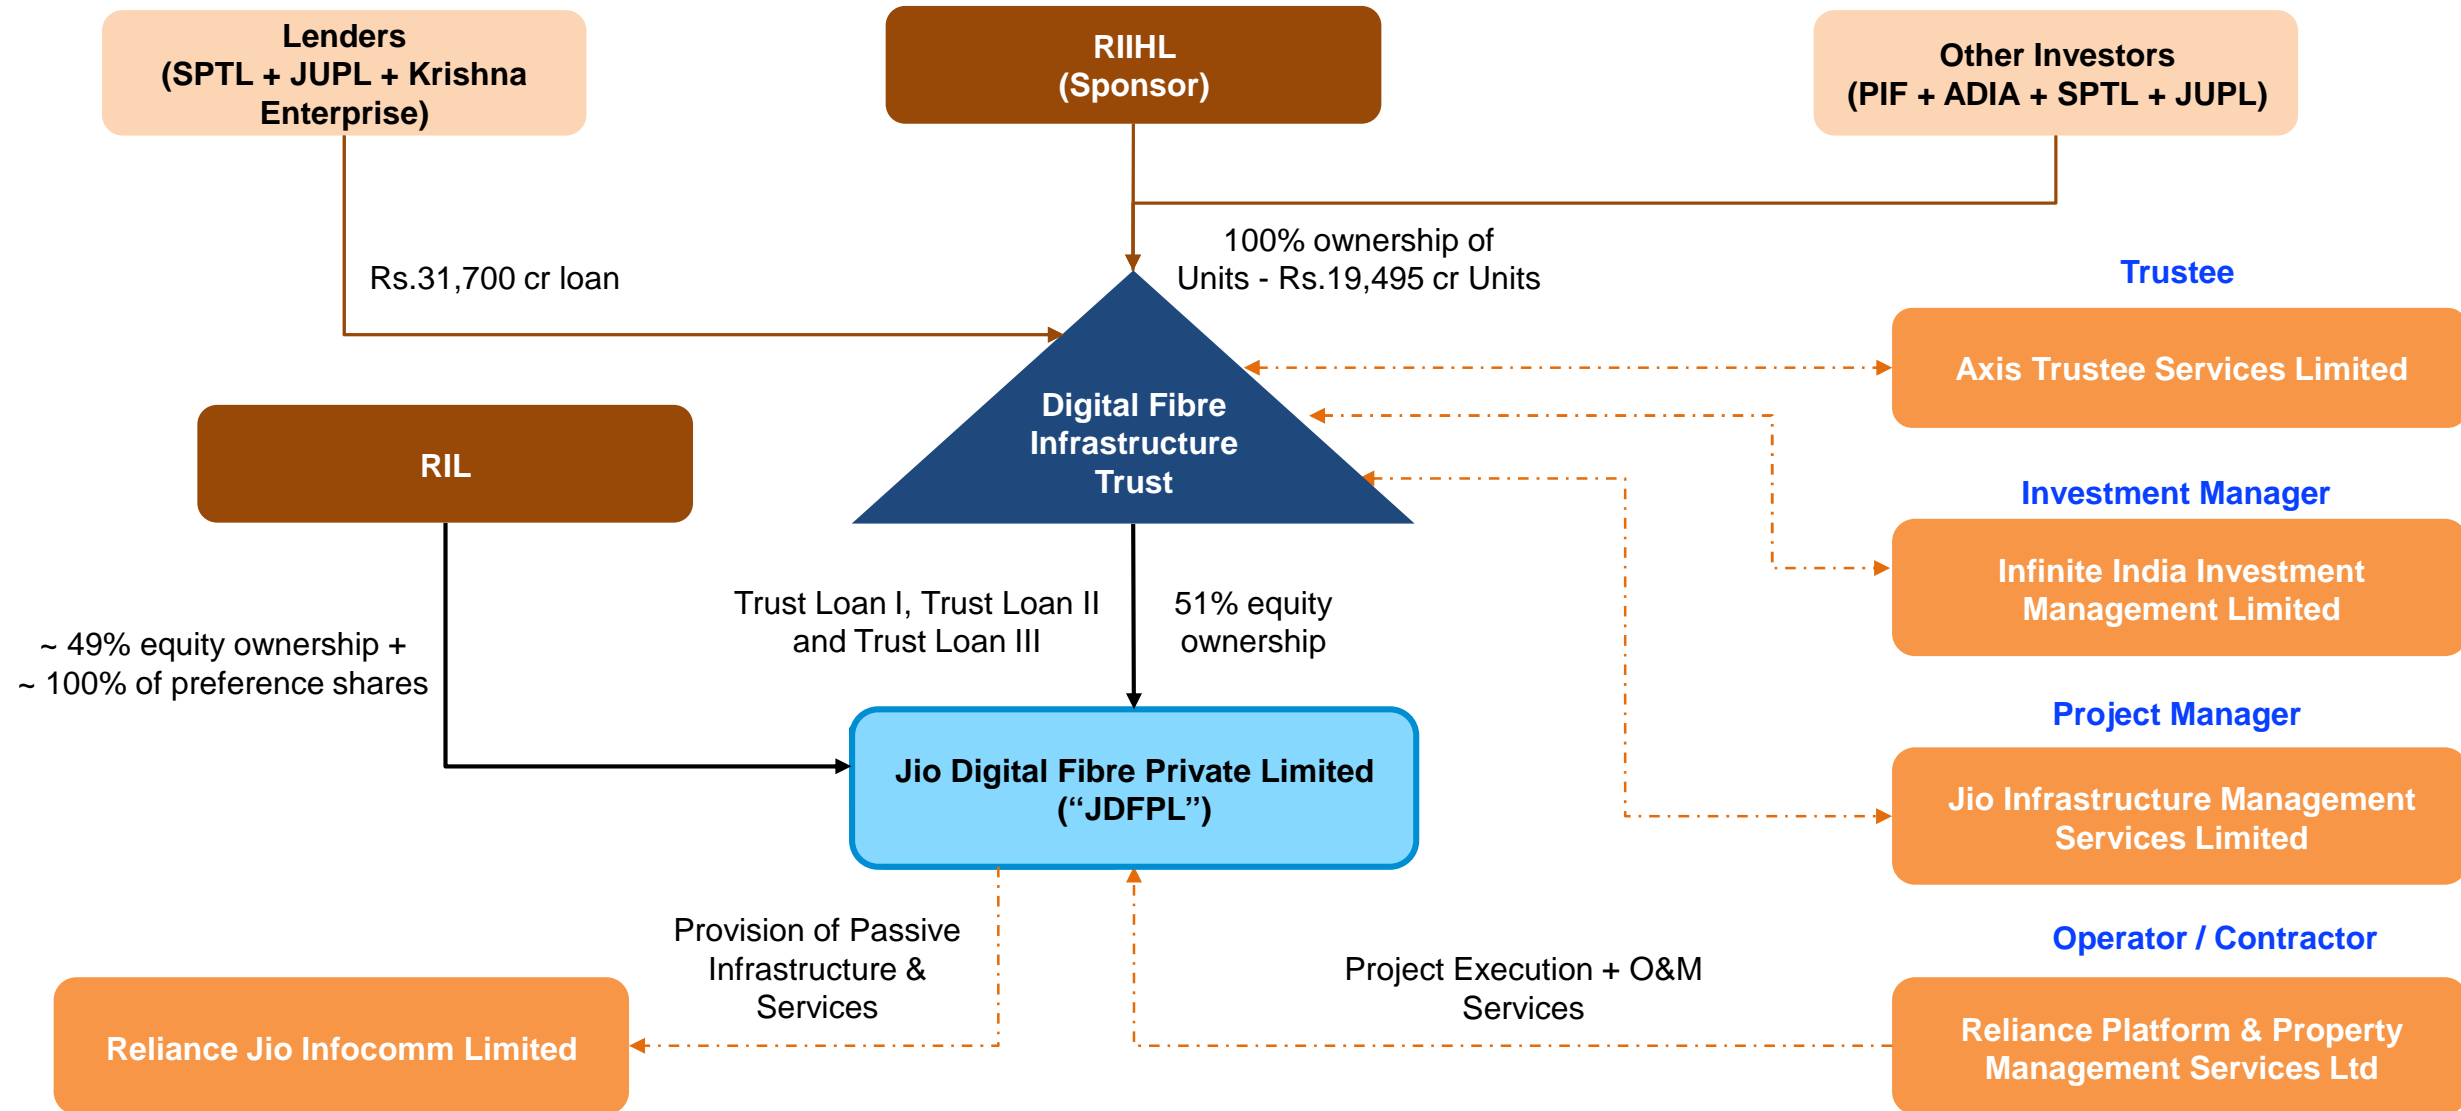 Lenders
(SPTL + JUPL + Krishna
Enterprise)
RIIHL
(Sponsor)
Other Investors
(PIF + ADIA + SPTL + JUPL)
Rs.31,700 cr loan
100% ownership of
Units - Rs.19,495 cr Units
Trustee
Axis Trustee Services Limited
Digital Fibre
Infrastructure
Trust
RIL
Investment Manager
Infinite India Investment
Management Limited
Trust Loan I, Trust Loan II
and Trust Loan III
51% equity
ownership
~ 49% equity ownership +
~ 100% of preference shares
Project Manager
Jio Infrastructure Management
Services Limited
Jio Digital Fibre Private Limited
(“JDFPL”)
Provision of Passive
Infrastructure &
Services
Project Execution + O&M
Services
Operator / Contractor
Reliance Jio Infocomm Limited
Reliance Platform & Property
Management Services Ltd